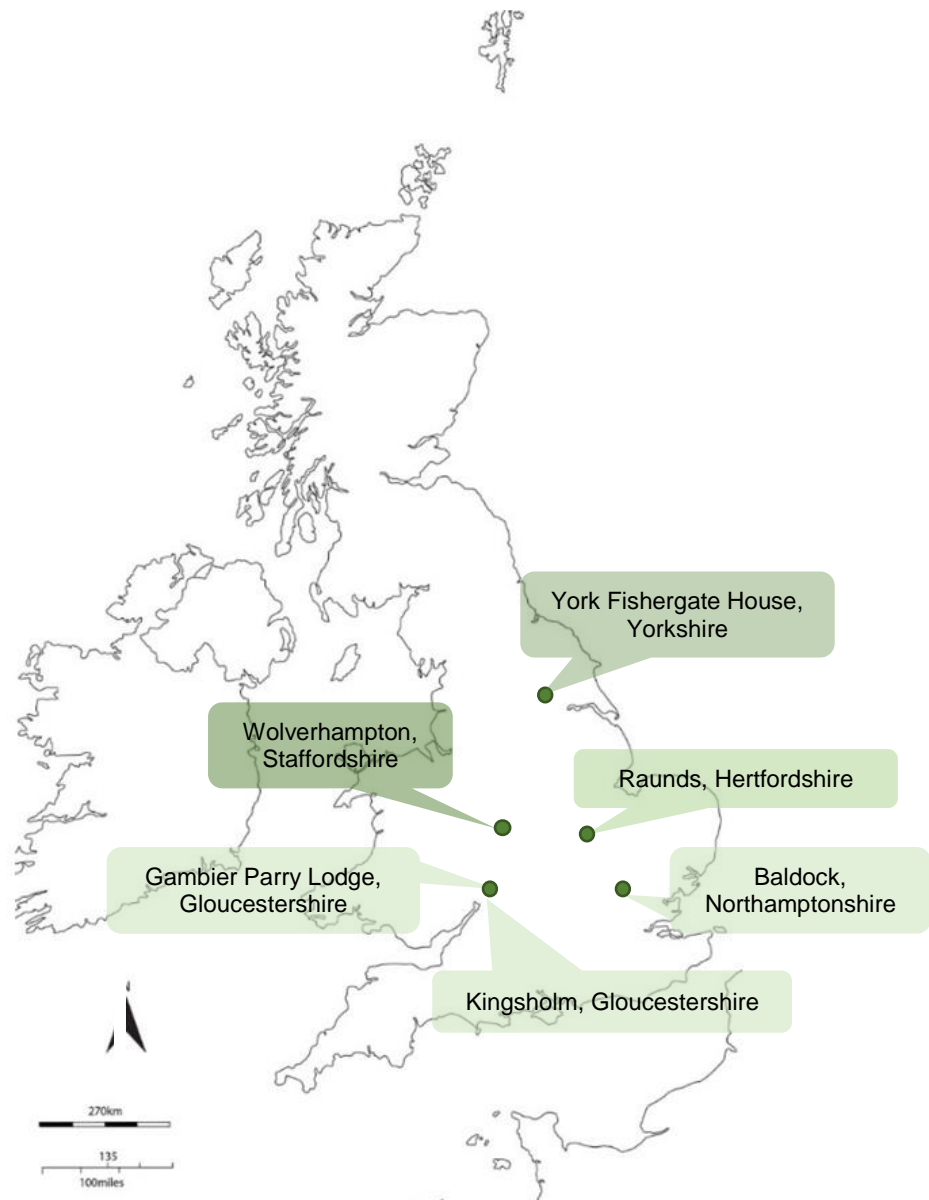 York Fishergate House,
Yorkshire
Wolverhampton,
Staffordshire
Raunds, Hertfordshire
Gambier Parry Lodge,
Gloucestershire
Baldock,
Northamptonshire
Kingsholm, Gloucestershire
270km
135
100miles